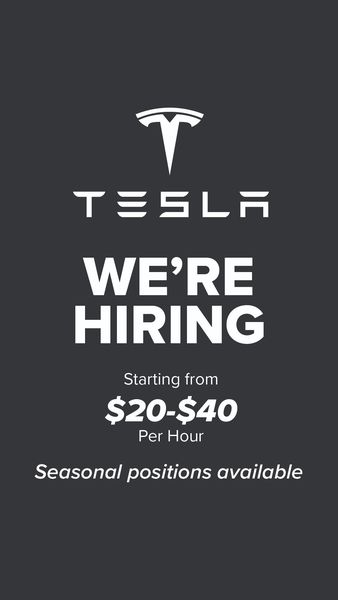 TESLA
WE’RE
HIRING
Starting from
$20-$40
Per Hour
Seasonal positions available